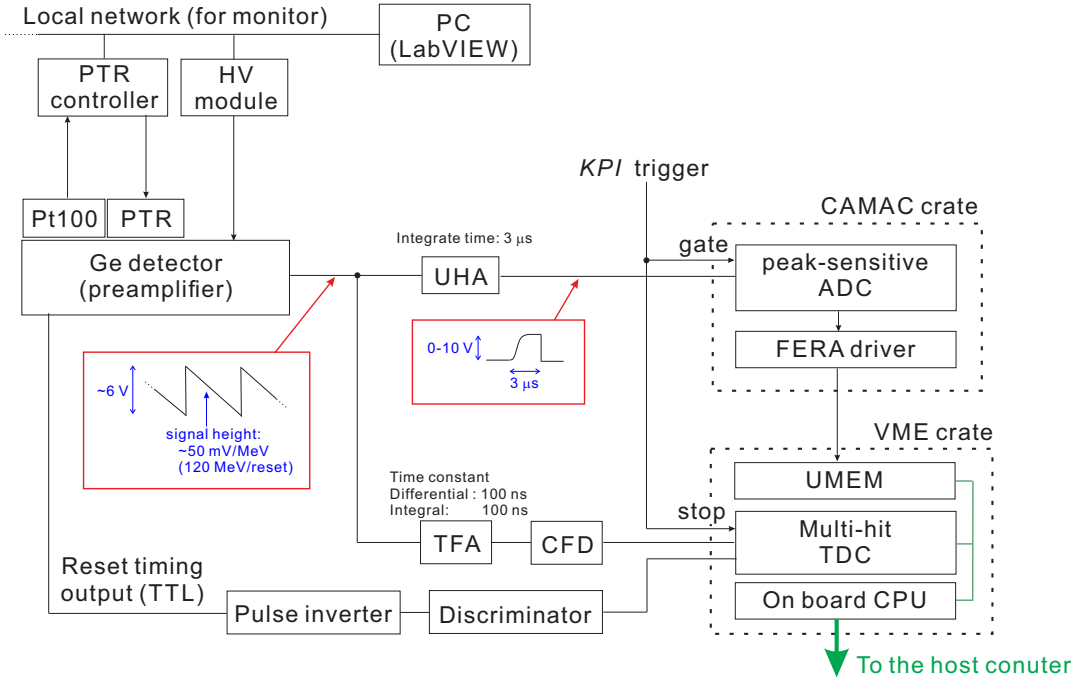 Local network (for monitor)
PC
(LabVIEW)
PTR
controller
HV
module
KPI trigger
Pt100
PTR
CAMAC crate
Integrate time: 3 μs
gate
Ge detector
(preamplifier)
UHA
peak-sensitive
ADC
0-10 V
3 μs
FERA driver
~6 V
signal height:
~50 mV/MeV
(120 MeV/reset)
VME crate
Time constant
Differential : 100 ns
Integral: 100 ns
UMEM
stop
TFA
CFD
Multi-hit
TDC
Reset timing
output (TTL)
Pulse inverter
Discriminator
On board CPU
To the host conuter